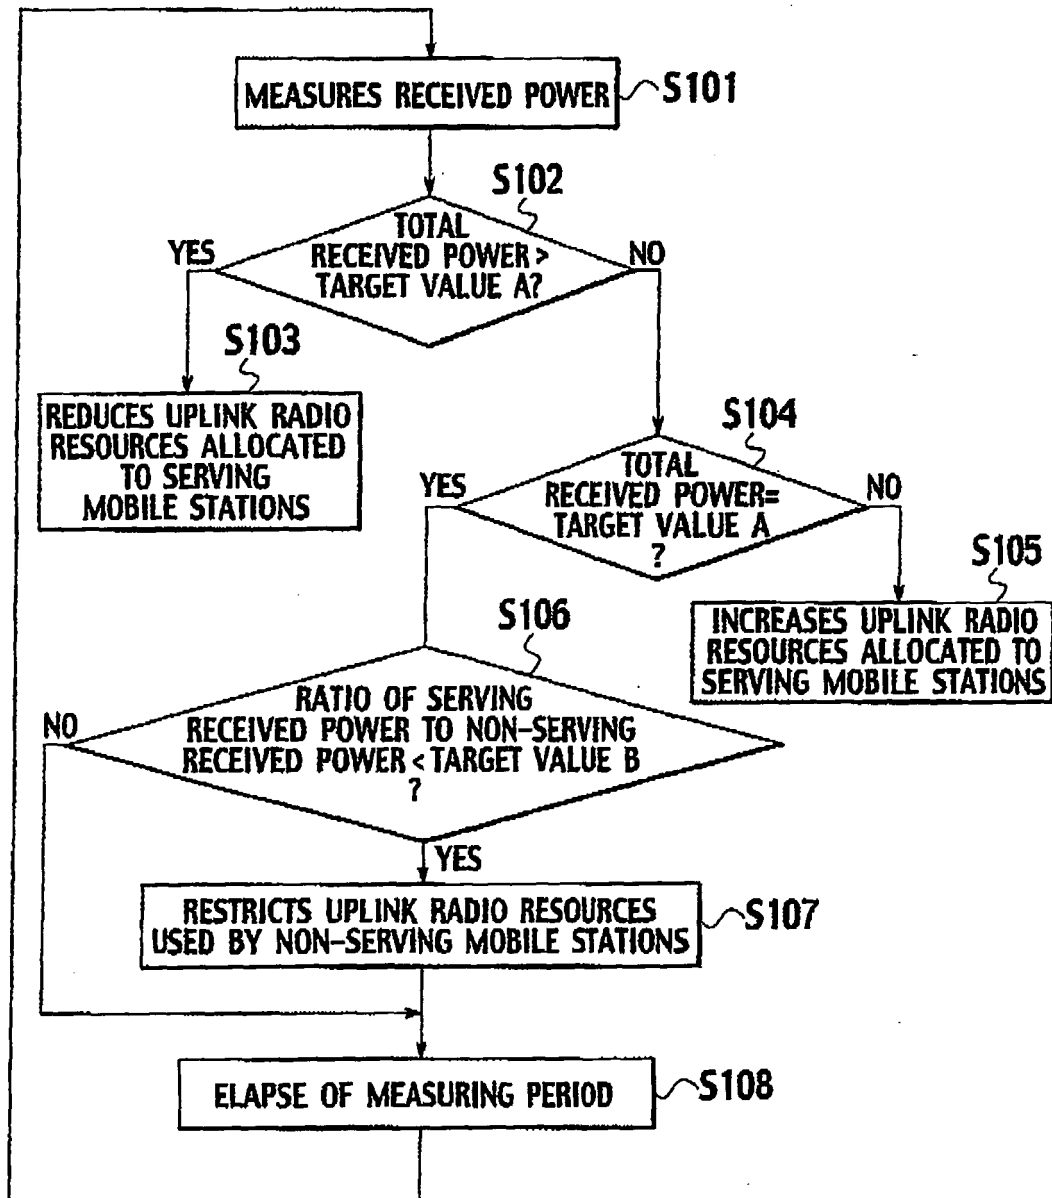 MEASURES RECEIVED POWER
S101
S102
TOTAL
RECEIVED POWER>
TARGET VALUE A?
YES
NO
S103
REDUCES UPLINK RADIO
RESOURCES ALLOCATED
TO SERVING
MOBILE STATIONS
S104
TOTAL
RECEIVED POWER=
TARGET VALUE A
?
YES
NO
S105
INCREASES UPLINK RADIO
RESOURCES ALLOCATED TO
SERVING MOBILE STATIONS
S106
RATIO OF SERVING
RECEIVED POWER TO NON-SERVING
RECEIVED POWER<TARGET VALUE B
?
NO
YES
RESTRICTS UPLINK RADIO RESOURCES
USED BY NON-SERVING MOBILE STATIONS
S107
ELAPSE OF MEASURING PERIOD
S108